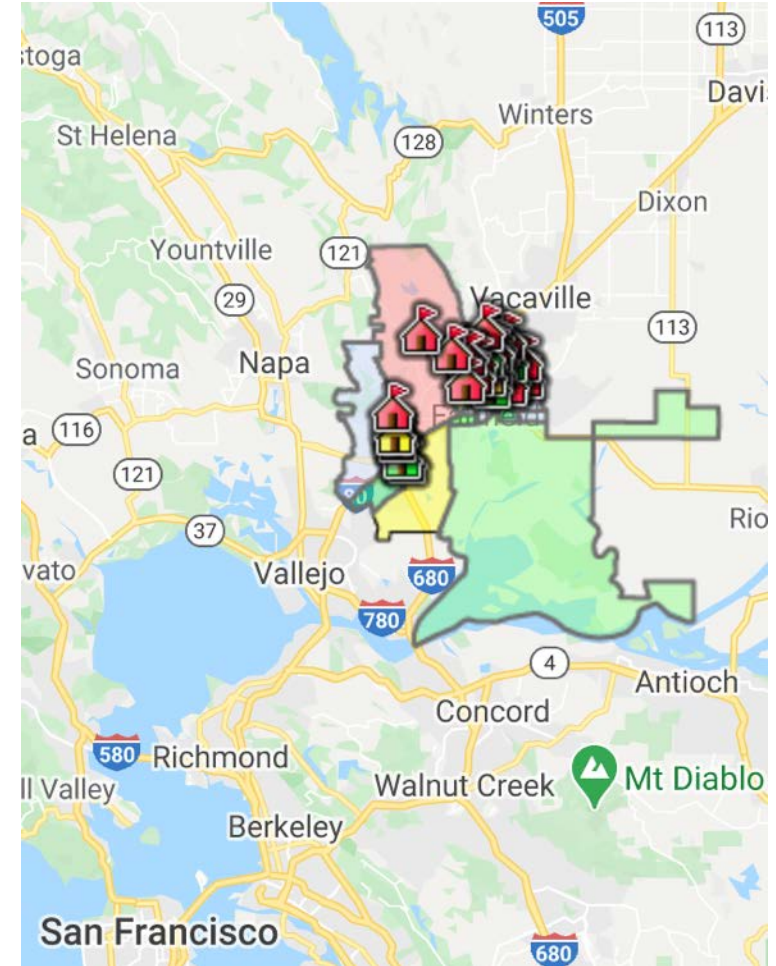 505
113
stoga
Davi
Winters
St Helena
128
Dixon
Yountville
121
29
Vacaville
113
Napa
Sonoma
Fairfield
a
116
121
80
37
Rio
vato
Vallejo
680
780
4
Antioch
Concord
580
Richmond
ll Valley
Walnut Creek
Mt Diablo
Berkeley
San Francisco
680